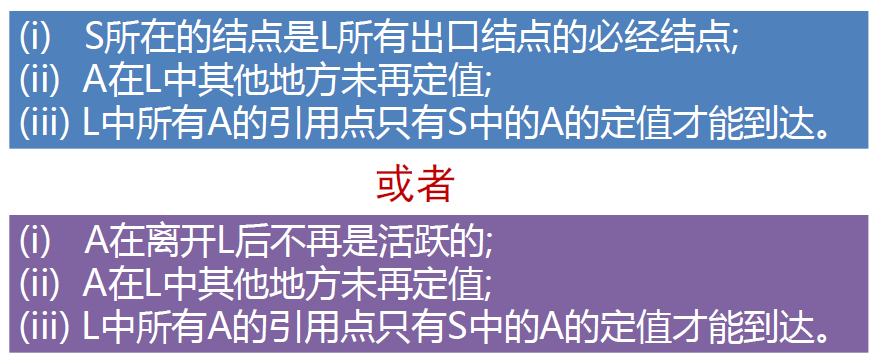 (i) S所在的结点是L所有出口结点的必经结点;
(ii) A在L中其他地方未再定值;
(iii) L中所有A的引用点只有S中的A的定值才能到达。
或者
(i) A在离开L后不再是活跃的;
(ii) A在L中其他地方未再定值;
(iii) L中所有A的引用点只有S中的A的定值才能到达。